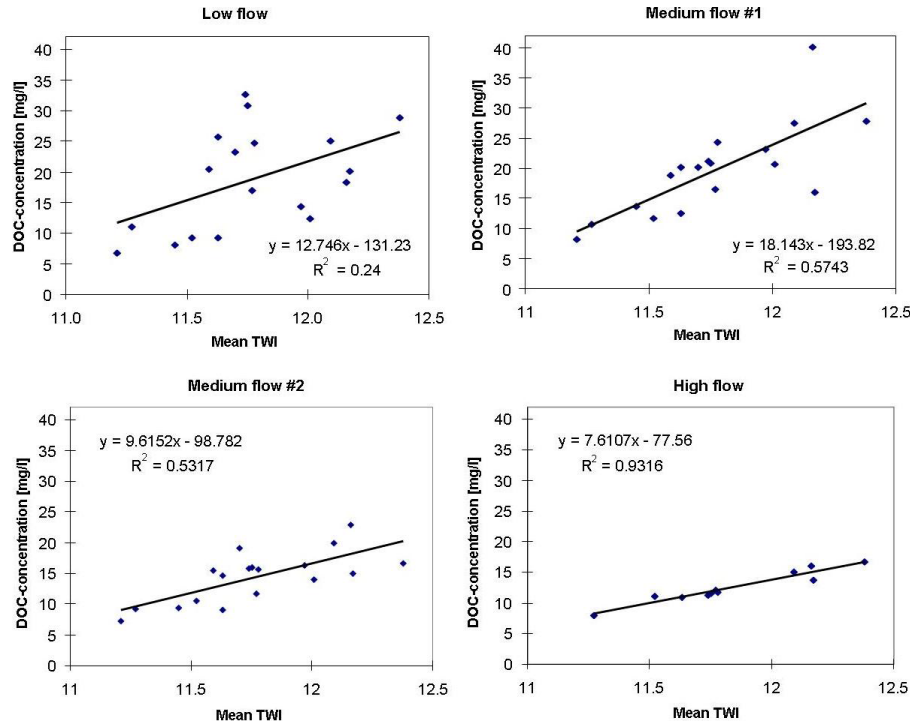 Low flow
DOC-concentration [mg/l]
40
35
30
25
20
15
10
5
0
y = 12.746x - 131.23
R² = 0.24
11.0 11.5 12.0 12.5
Mean TWI
Medium flow #1
DOC-concentration [mg/l]
40
35
30
25
20
15
10
5
0
y = 18.143x - 193.82
R² = 0.5743
11 11.5 12 12.5
Mean TWI
Medium flow #2
DOC-concentration [mg/l]
40
35
30
25
20
15
10
5
0
y = 9.6152x - 98.782
R² = 0.5317
11 11.5 12 12.5
Mean TWI
High flow
DOC-concentration [mg/l]
40
35
30
25
20
15
10
5
0
y = 7.6107x - 77.56
R² = 0.9316
11 11.5 12 12.5
Mean TWI